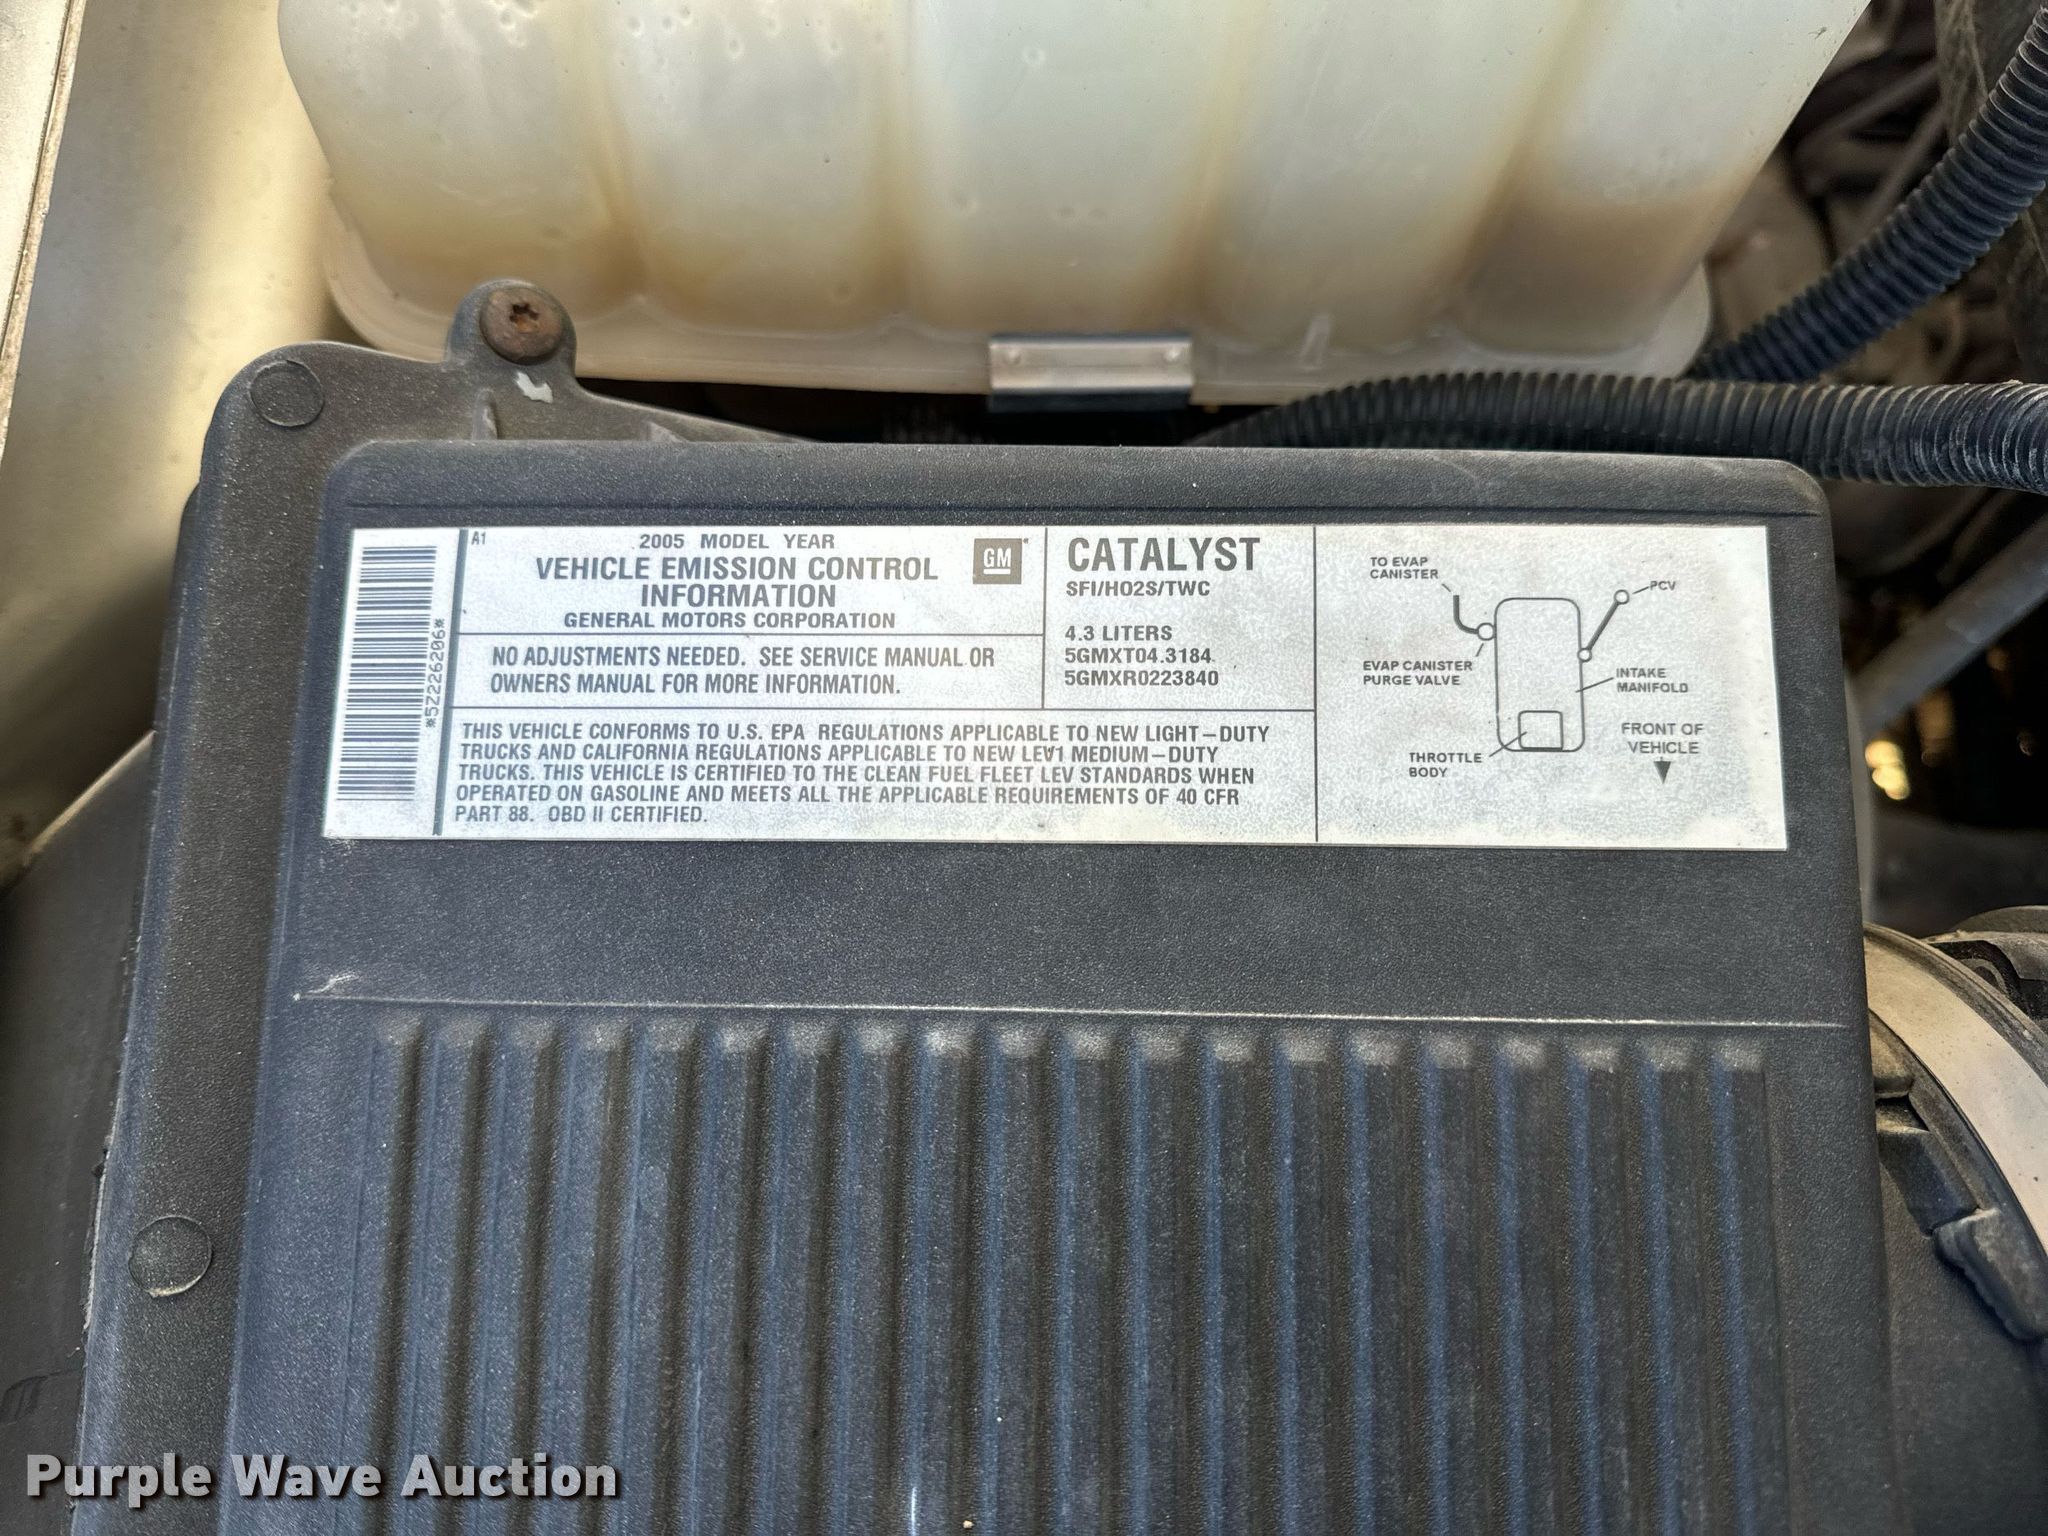 A1
2005 MODEL YEAR
VEHICLE EMISSION CONTROL
INFORMATION
GENERAL MOTORS CORPORATION
GM
NO ADJUSTMENTS NEEDED. SEE SERVICE MANUAL OR
OWNERS MANUAL FOR MORE INFORMATION.
CATALYST
SFI/HO2S/TWC
4.3 LITERS
5GMXT04.3184
5GMXR0223840
*5Z226206*
THIS VEHICLE CONFORMS TO U.S. EPA REGULATIONS APPLICABLE TO NEW LIGHT-DUTY
TRUCKS AND CALIFORNIA REGULATIONS APPLICABLE TO NEW LEV1 MEDIUM-DUTY
TRUCKS. THIS VEHICLE IS CERTIFIED TO THE CLEAN FUEL FLEET LEV STANDARDS WHEN
OPERATED ON GASOLINE AND MEETS ALL THE APPLICABLE REQUIREMENTS OF 40 CFR
PART 88. OBD II CERTIFIED.
TO EVAP
CANISTER
PCV
EVAP CANISTER
PURGE VALVE
INTAKE
MANIFOLD
THROTTLE
BODY
FRONT OF
VEHICLE
Purple Wave Auction